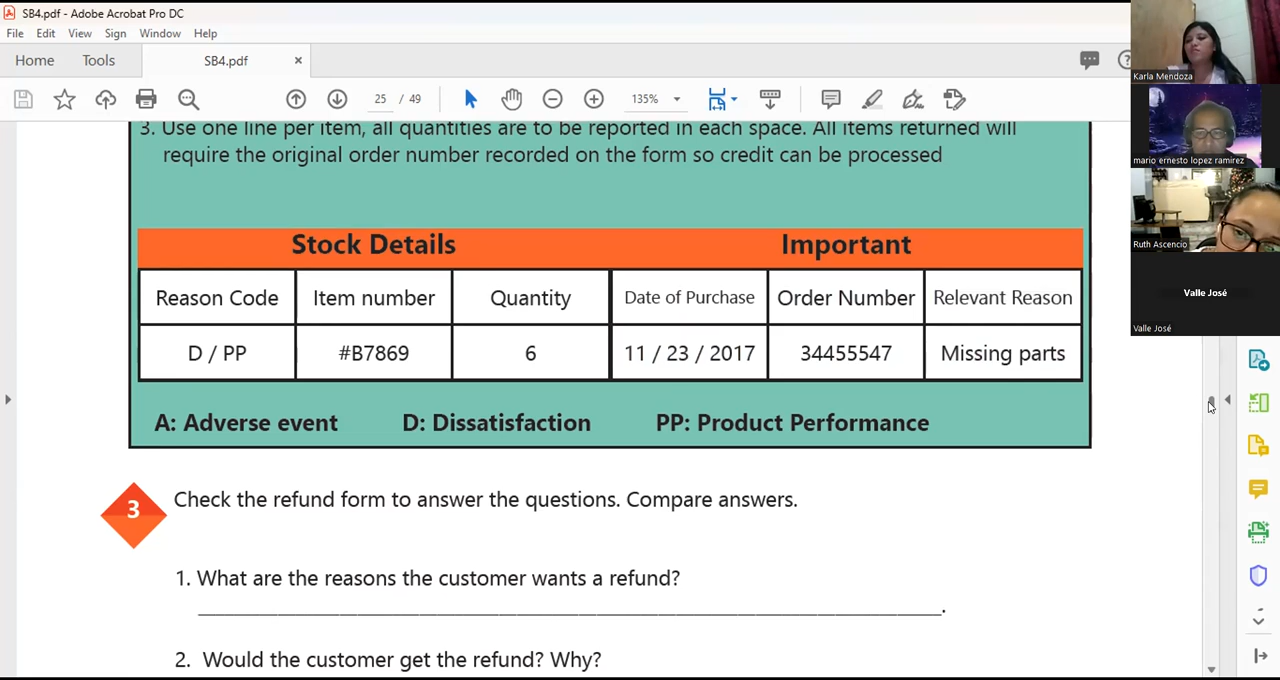 SB4.pdf - Adobe Acrobat Pro DC
File Edit View Sign Window Help
Home Tools SB4.pdf ×
25 / 49 135%
3. Use one line per item, all quantities are to be reported in each space. All items returned will
require the original order number recorded on the form so credit can be processed
Stock Details Important
Reason Code Item number Quantity Date of Purchase Order Number Relevant Reason
D / PP #B7869 6 11 / 23 / 2017 34455547 Missing parts
A: Adverse event D: Dissatisfaction PP: Product Performance
3 Check the refund form to answer the questions. Compare answers.
1. What are the reasons the customer wants a refund?
2. Would the customer get the refund? Why?
Karla Mendoza
mario ernesto lopez ramirez
Ruth Ascencio
Valle José
Valle José